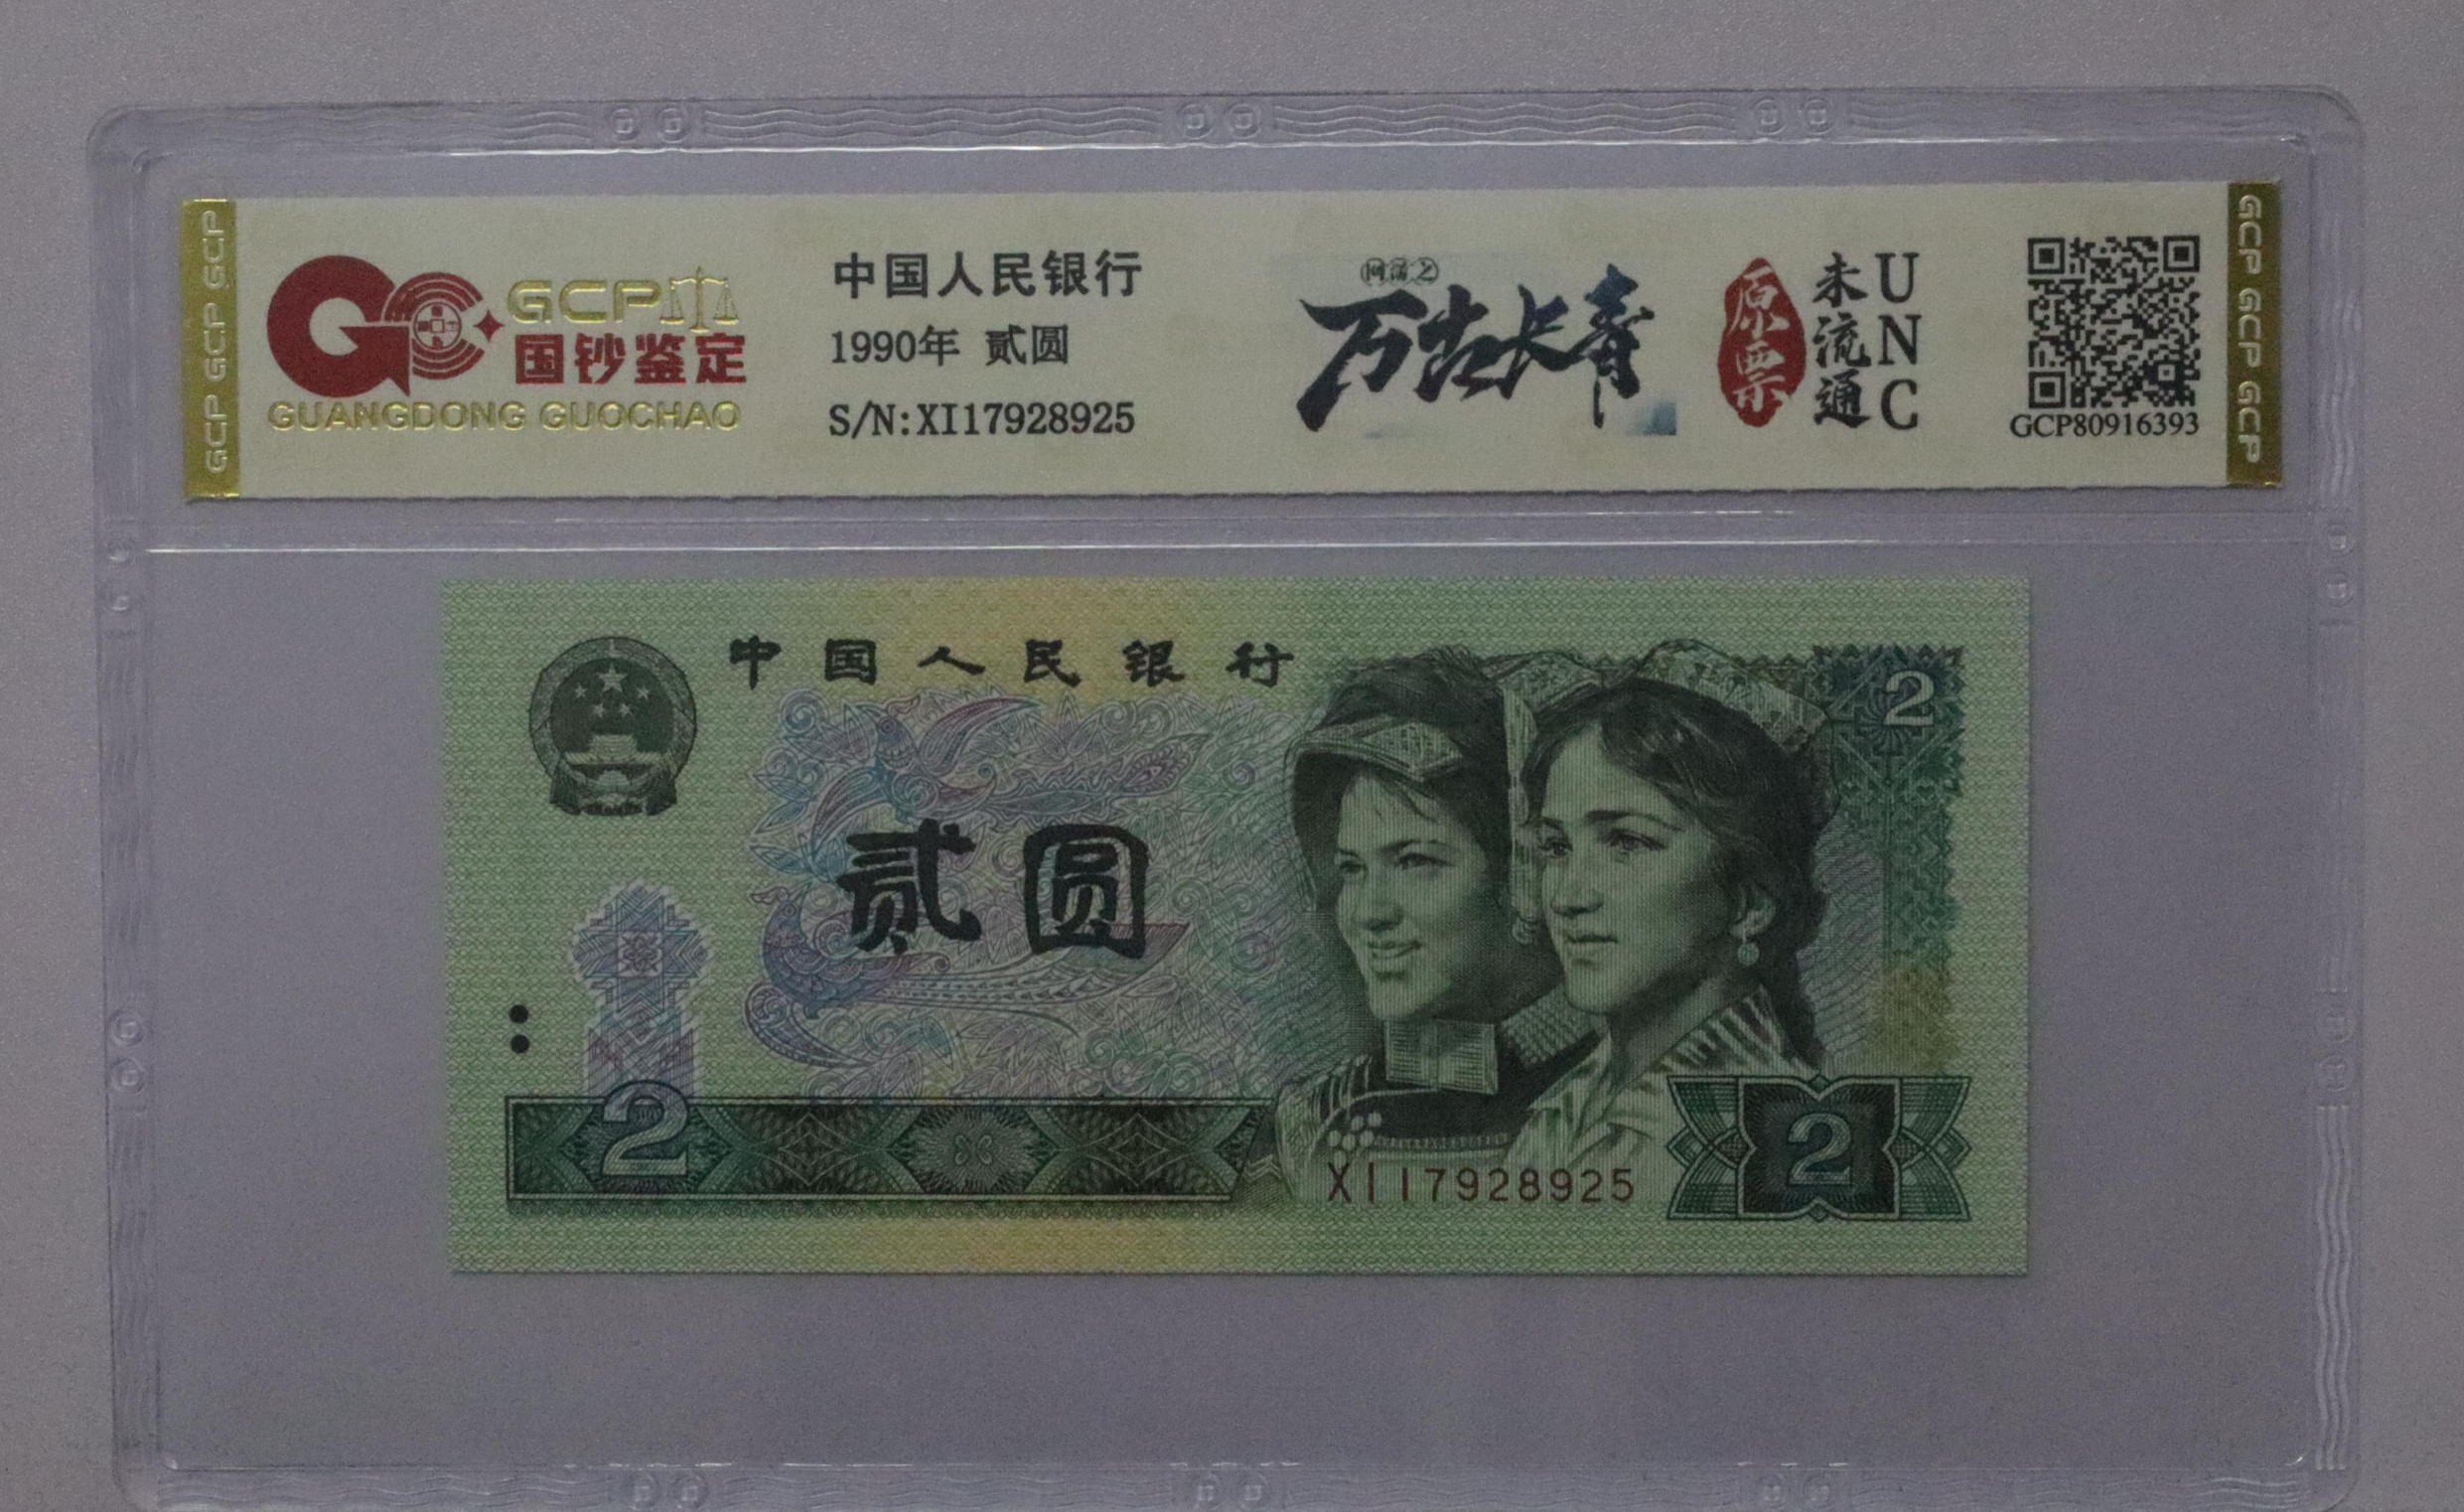 GCP GCP GCP
GC
GCP
国钞鉴定
GUANGDONG GUOCHAO
中国人民银行
1990年 贰圆
S/N:XI17928925
万古长青
原票
未流通
UNC
GCP80916393
GCP GCP GCP
中国人民银行
2
贰圆
2
XI17928925
2